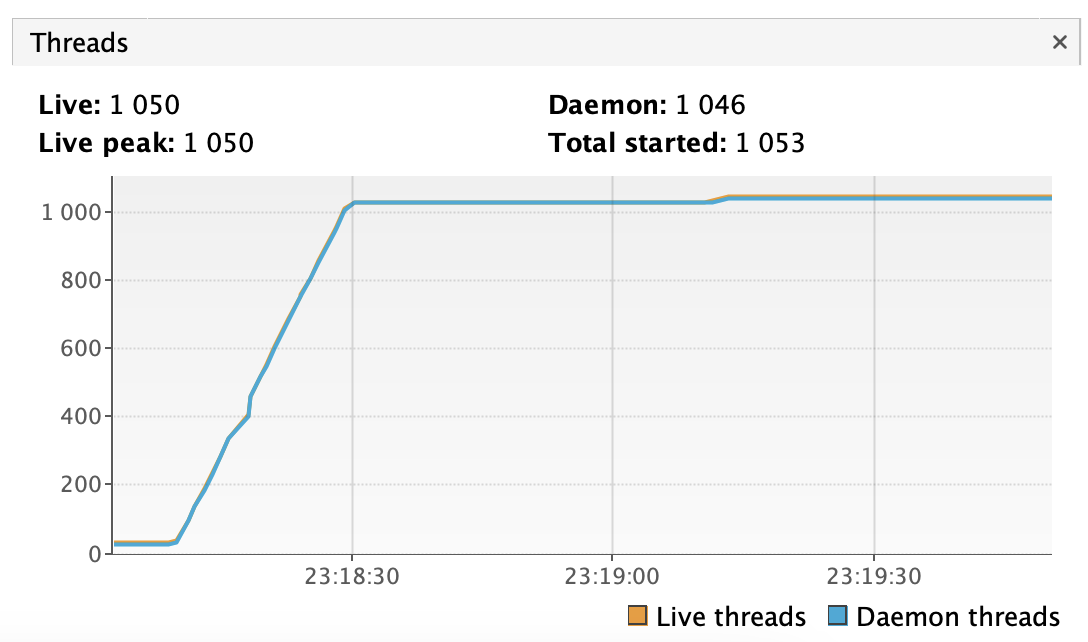 Threads ×
Live: 1 050 Daemon: 1 046
Live peak: 1 050 Total started: 1 053
1 000
800
600
400
200
0
23:18:30 23:19:00 23:19:30
Live threads Daemon threads